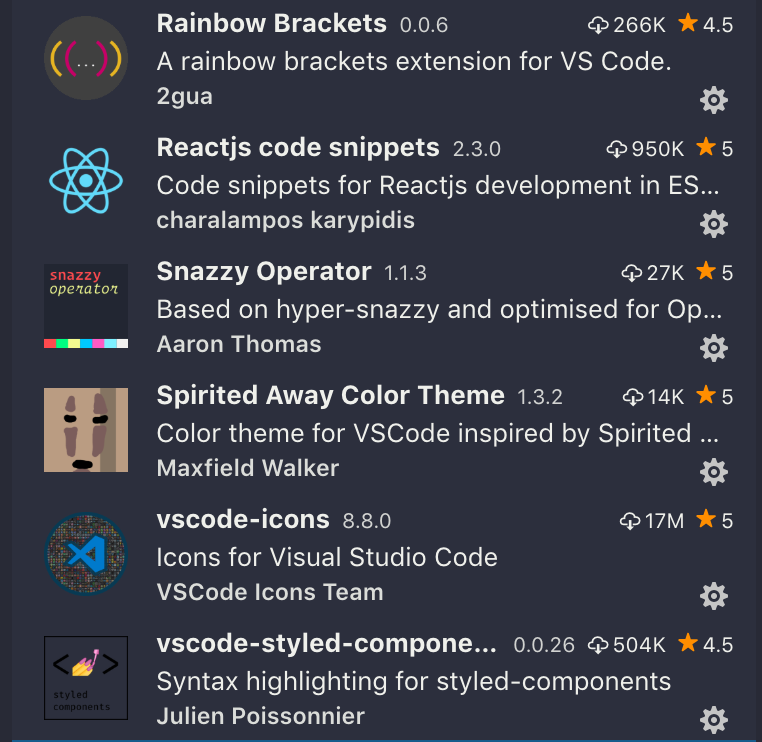 Rainbow Brackets 0.0.6 266K 4.5
((...))
A rainbow brackets extension for VS Code.
2gua
Reactjs code snippets 2.3.0 950K 5
Code snippets for Reactjs development in ES...
charalampos karypidis
Snazzy Operator 1.1.3 27K 5
snazzy
operator
Based on hyper-snazzy and optimised for Op...
Aaron Thomas
Spirited Away Color Theme 1.3.2 14K 5
Color theme for VSCode inspired by Spirited ...
Maxfield Walker
vscode-icons 8.8.0 17M 5
Icons for Visual Studio Code
VSCode Icons Team
vscode-styled-compone... 0.0.26 504K 4.5
< 💅 >
styled
components
Syntax highlighting for styled-components
Julien Poissonnier